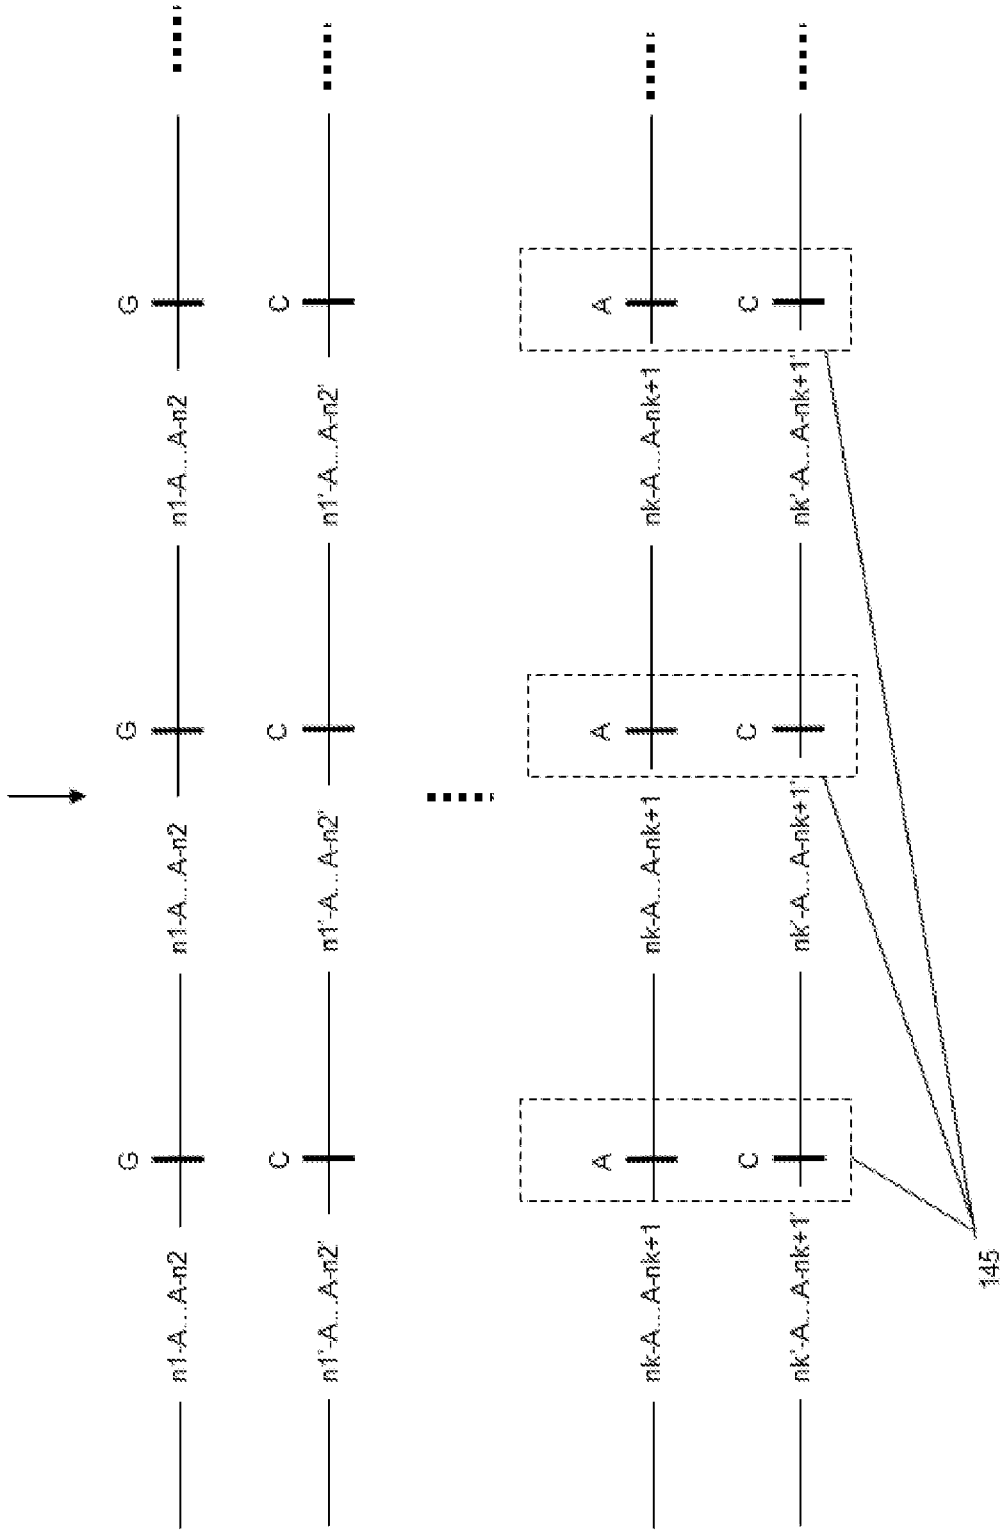 G G G
n1-A...A-n2 n1-A...A-n2 n1-A...A-n2
C C C
n1'-A...A-n2' n1'-A...A-n2' n1'-A...A-n2'
A A A
nk-A...A-nk+1 nk-A...A-nk+1 nk-A...A-nk+1
C C C
nk'-A...A-nk+1' nk'-A...A-nk+1' nk'-A...A-nk+1'
145